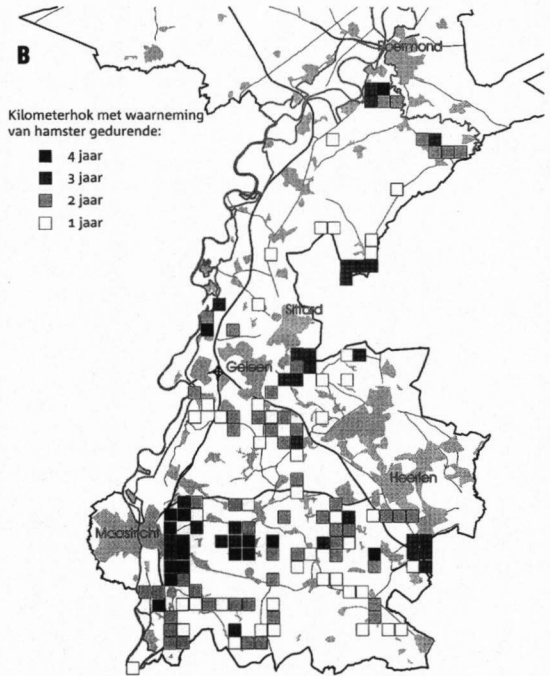 B
Roermond
Kilometerhok met waarneming
van hamster gedurende:
4 jaar
3 jaar
2 jaar
1 jaar
Sittard
Geleen
Heerlen
Maastricht